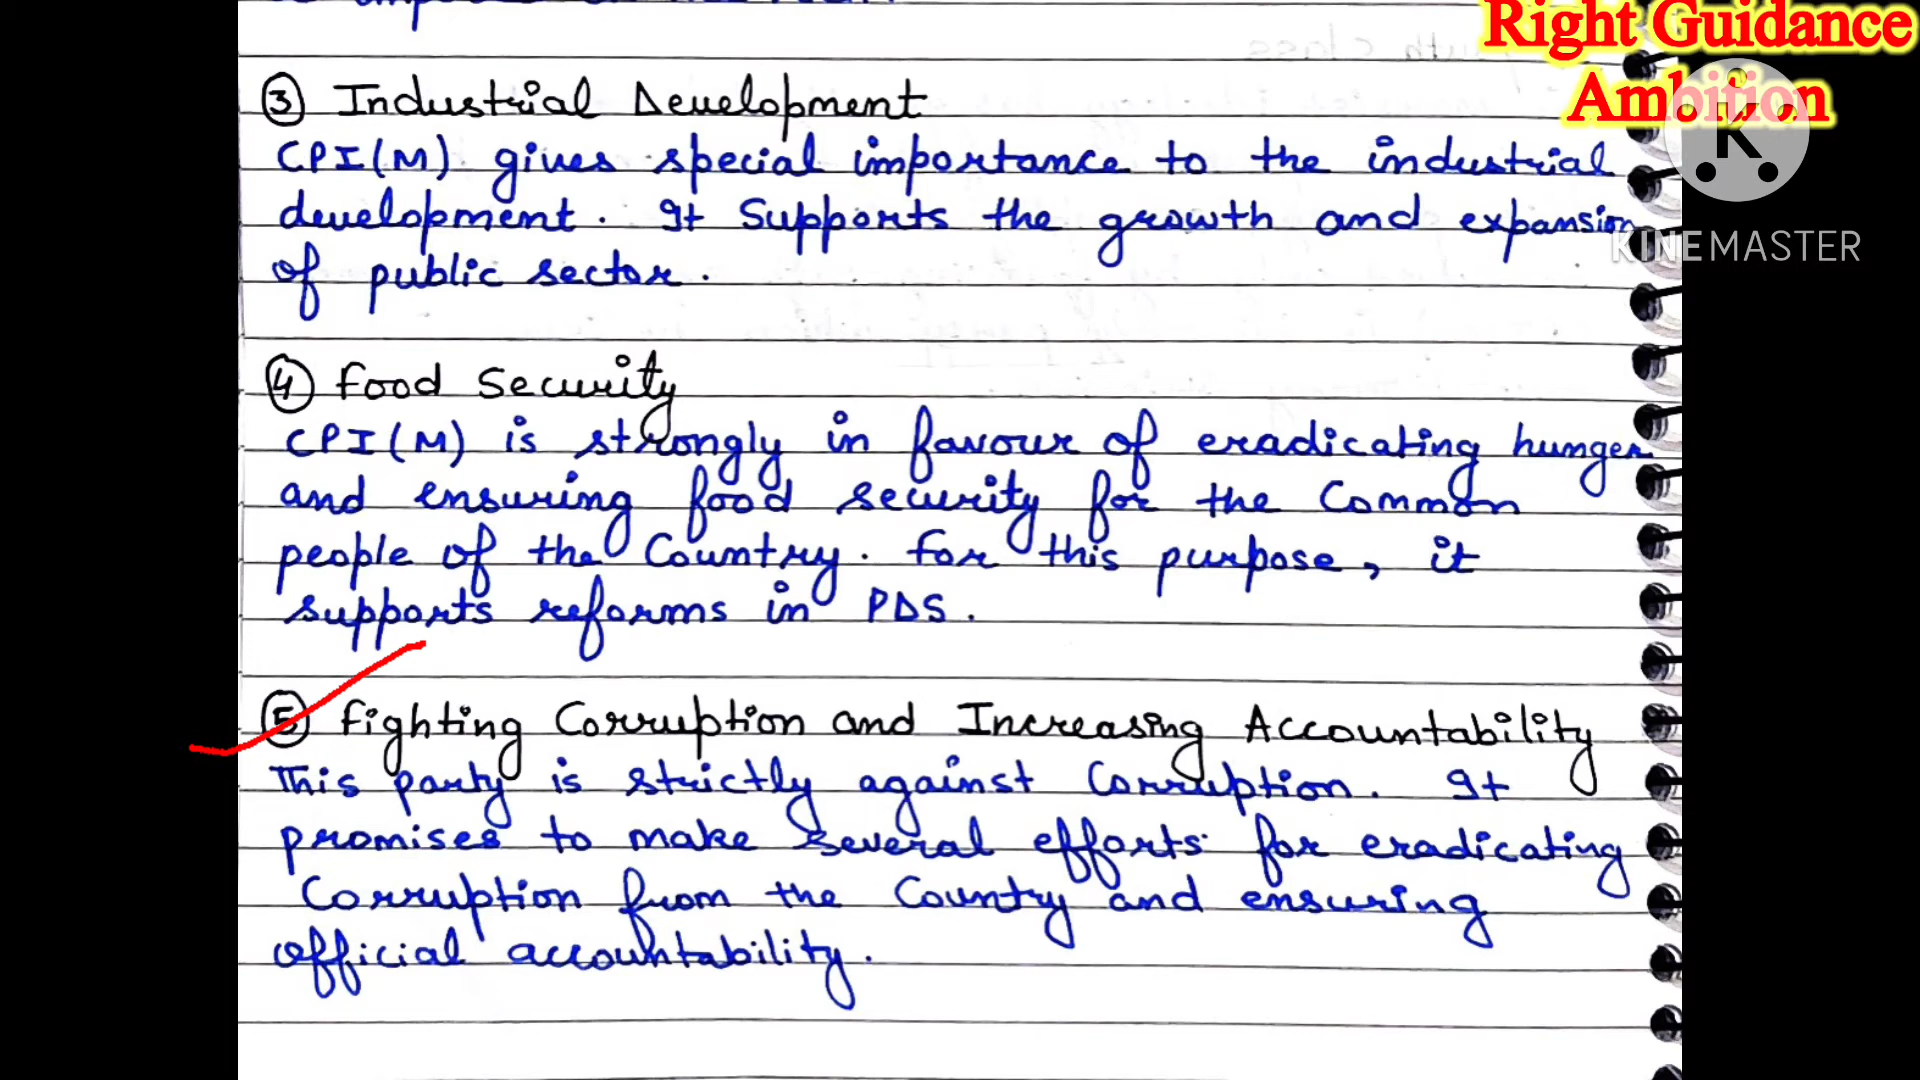 Right Guidance
Ambition
K
KINEMASTER
③ Industrial Development
CPI(M) gives special importance to the industrial
development. It supports the growth and expansion
of public sector.
④ Food Security
CPI(M) is strongly in favour of eradicating hunger
and ensuring food security for the Common
people of the Country. For this purpose, it
supports reforms in PDS.
⑤ Fighting Corruption and Increasing Accountability
This party is strictly against Corruption. It
promises to make several efforts for eradicating
Corruption from the Country and ensuring
official accountability.